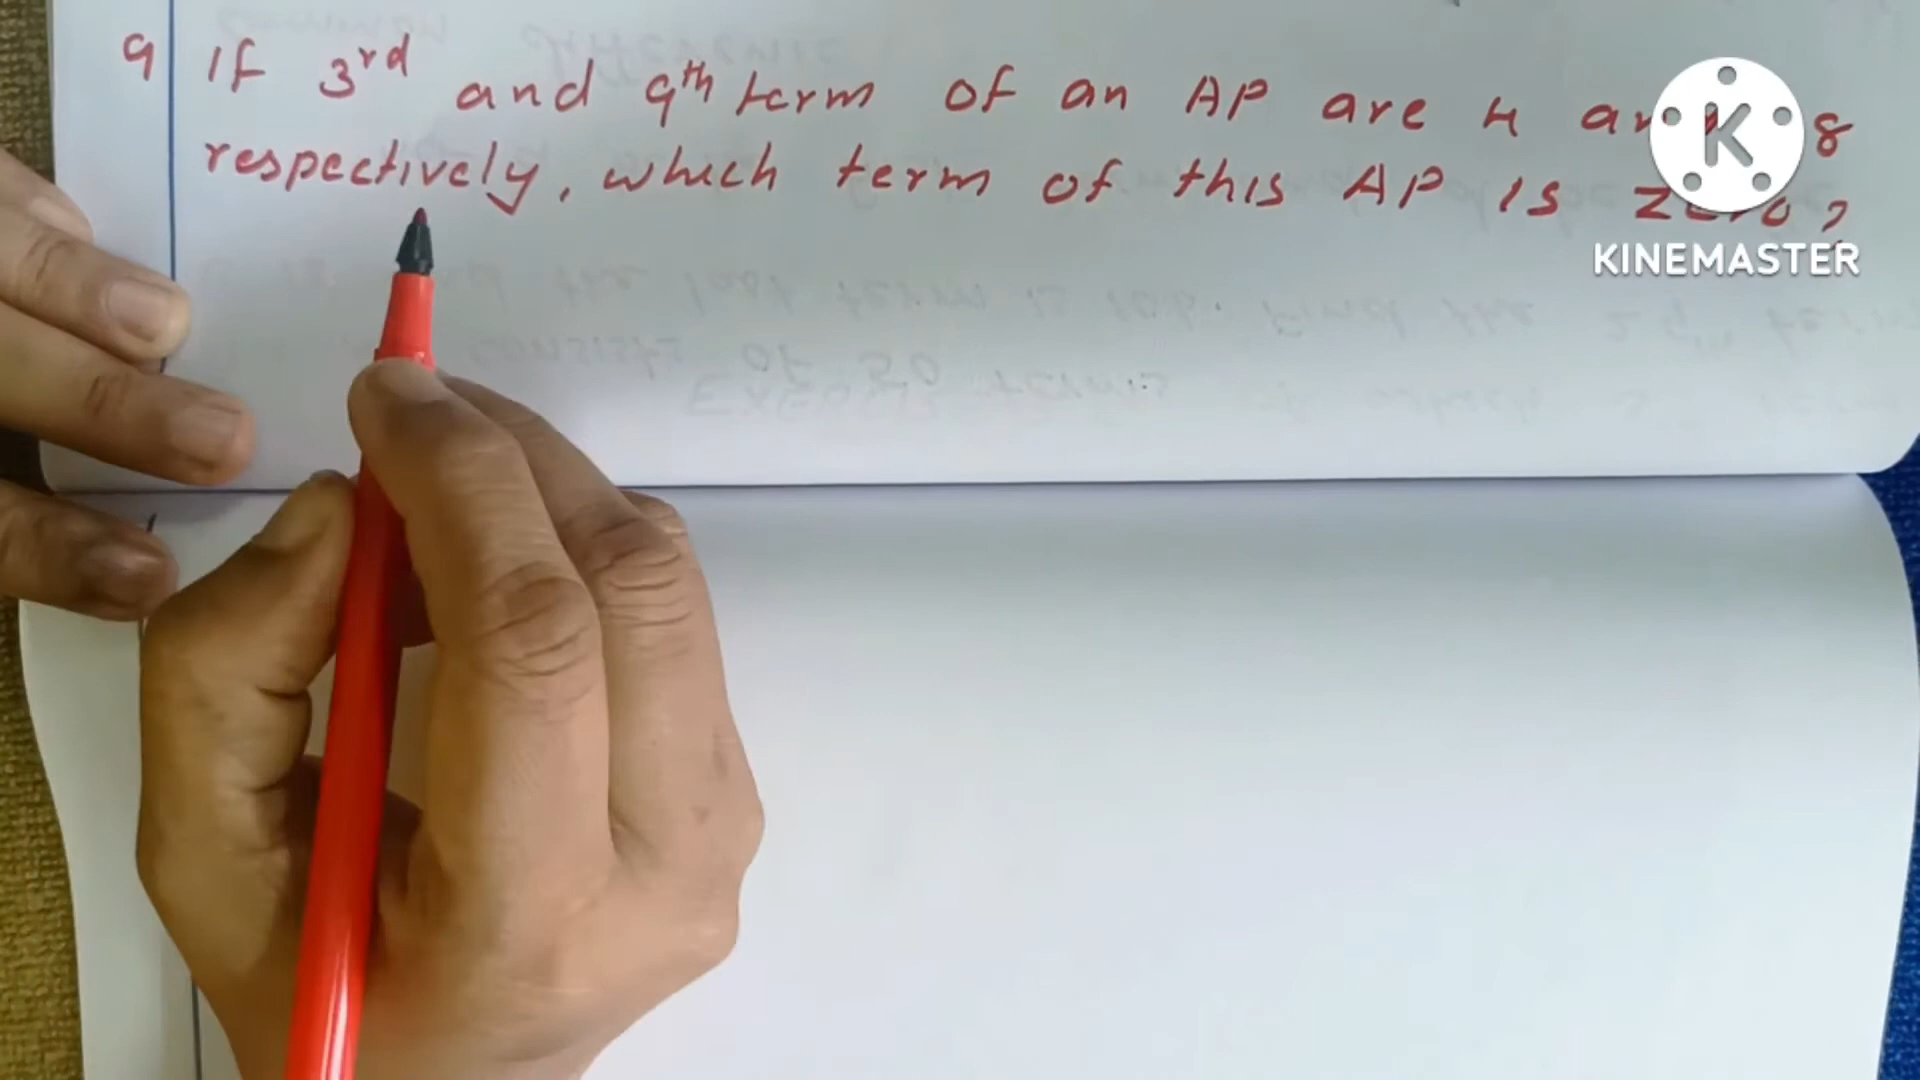 9 If 3rd and 9th term of an AP are 4 8
respectively, which term of this AP is zero?
K
KINEMASTER